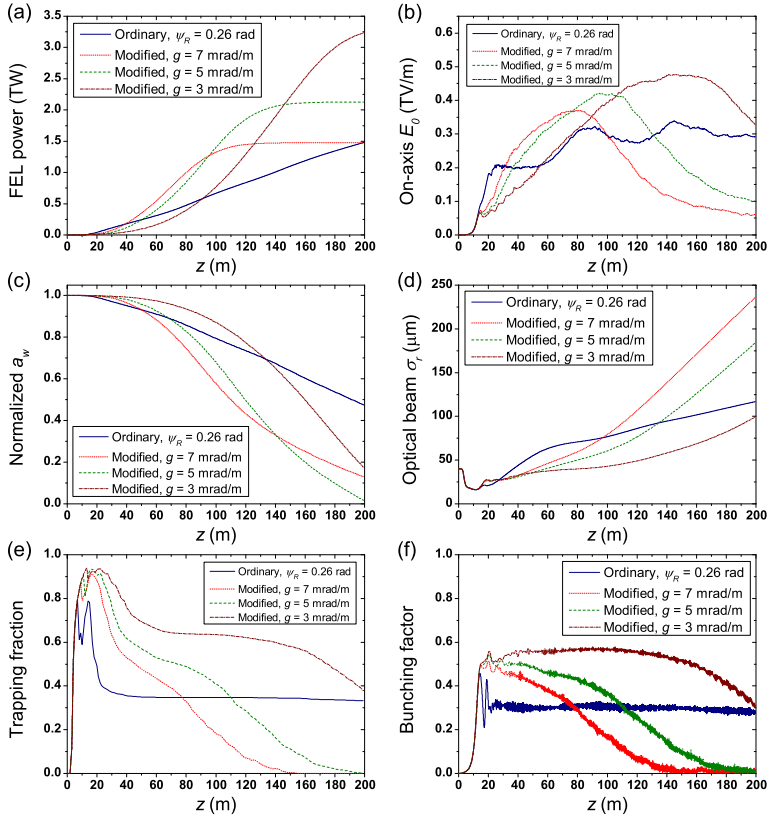 (a)
FEL power (TW)
3.5
3.0
2.5
2.0
1.5
1.0
0.5
0.0
Ordinary, ψR = 0.26 rad
Modified, g = 7 mrad/m
Modified, g = 5 mrad/m
Modified, g = 3 mrad/m
0 20 40 60 80 100 120 140 160 180 200
z (m)
(b)
On-axis E0 (TV/m)
0.6
0.5
0.4
0.3
0.2
0.1
0.0
Ordinary, ψR = 0.26 rad
Modified, g = 7 mrad/m
Modified, g = 5 mrad/m
Modified, g = 3 mrad/m
0 20 40 60 80 100 120 140 160 180 200
z (m)
(c)
Normalized aw
1.0
0.8
0.6
0.4
0.2
0.0
Ordinary, ψR = 0.26 rad
Modified, g = 7 mrad/m
Modified, g = 5 mrad/m
Modified, g = 3 mrad/m
0 20 40 60 80 100 120 140 160 180 200
z (m)
(d)
Optical beam σr (μm)
250
200
150
100
50
0
Ordinary, ψR = 0.26 rad
Modified, g = 7 mrad/m
Modified, g = 5 mrad/m
Modified, g = 3 mrad/m
0 20 40 60 80 100 120 140 160 180 200
z (m)
(e)
Trapping fraction
1.0
0.8
0.6
0.4
0.2
0.0
Ordinary, ψR = 0.26 rad
Modified, g = 7 mrad/m
Modified, g = 5 mrad/m
Modified, g = 3 mrad/m
0 20 40 60 80 100 120 140 160 180 200
z (m)
(f)
Bunching factor
1.0
0.8
0.6
0.4
0.2
0.0
Ordinary, ψR = 0.26 rad
Modified, g = 7 mrad/m
Modified, g = 5 mrad/m
Modified, g = 3 mrad/m
0 20 40 60 80 100 120 140 160 180 200
z (m)